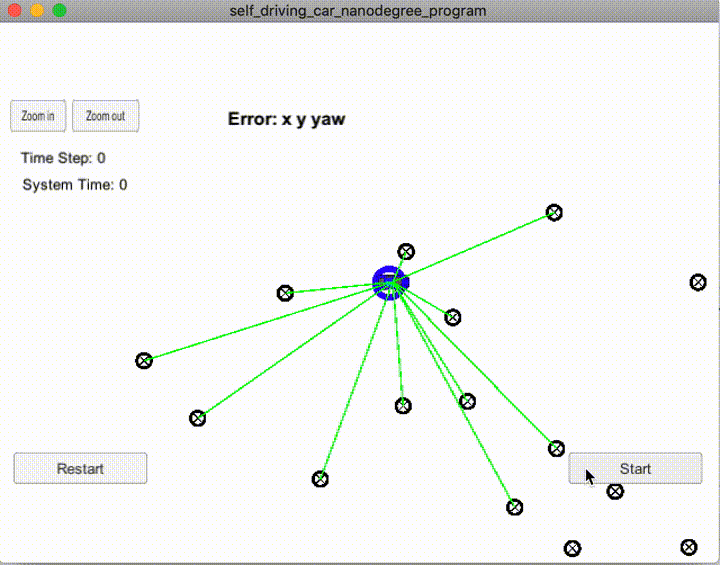 self_driving_car_nanodegree_program
Zoom in
Zoom out
Error: x y yaw
Time Step: 0
System Time: 0
Restart
Start